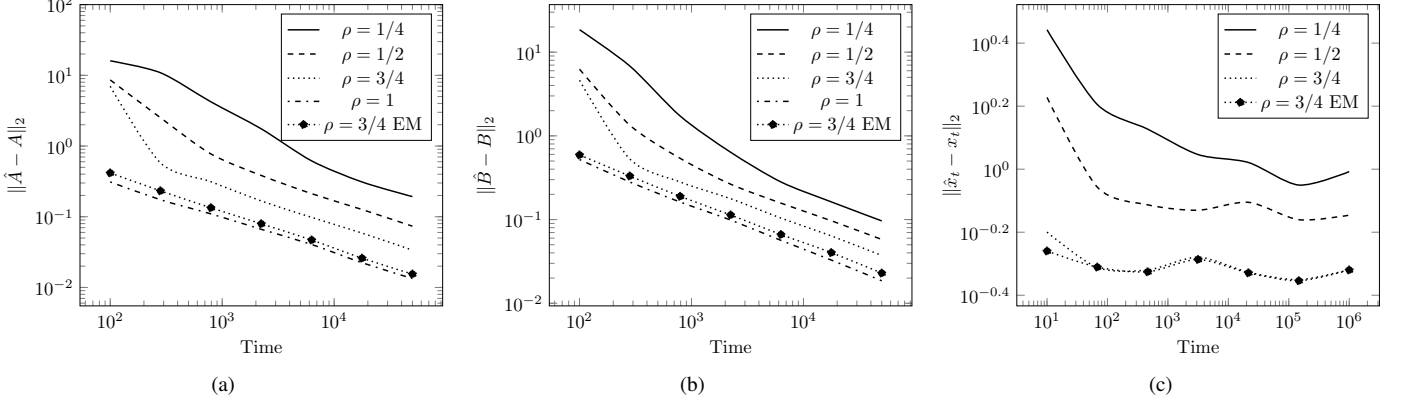 10^2
10^1
10^0
10^{-1}
10^{-2}
||Â − A||_2
ρ = 1/4
ρ = 1/2
ρ = 3/4
ρ = 1
ρ = 3/4 EM
10^2
10^3
10^4
Time
(a)
10^1
10^0
10^{-1}
10^{-2}
||B̂ − B||_2
ρ = 1/4
ρ = 1/2
ρ = 3/4
ρ = 1
ρ = 3/4 EM
10^2
10^3
10^4
Time
(b)
10^{0.4}
10^{0.2}
10^0
10^{-0.2}
10^{-0.4}
||x̂_t − x_t||_2
ρ = 1/4
ρ = 1/2
ρ = 3/4
ρ = 3/4 EM
10^1
10^2
10^3
10^4
10^5
10^6
Time
(c)